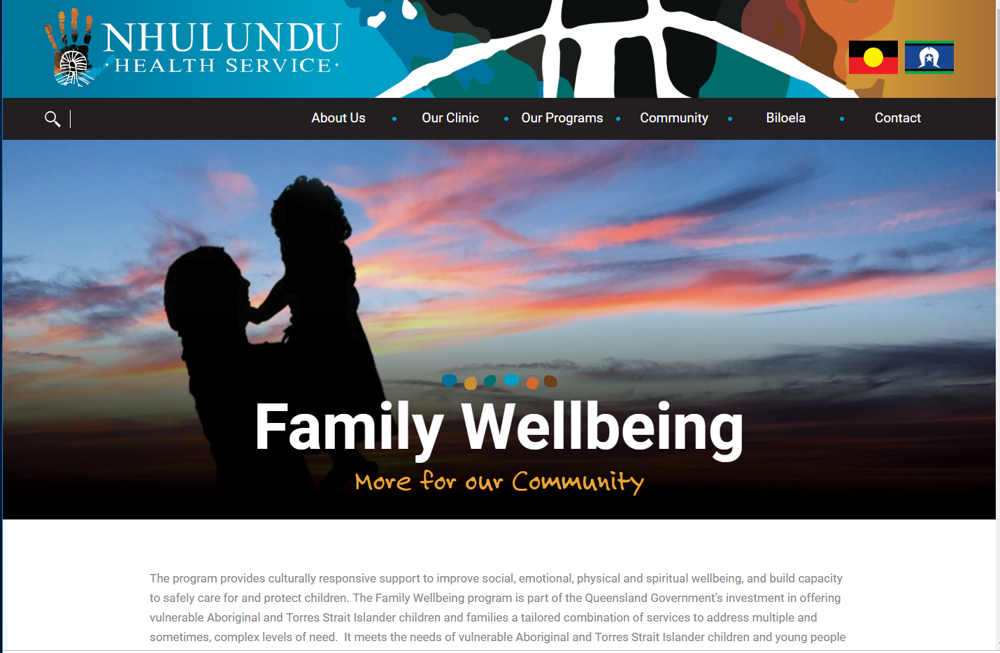 NHULUNDU
·HEALTH SERVICE·
About Us • Our Clinic • Our Programs • Community • Biloela • Contact
Family Wellbeing
More for our Community
The program provides culturally responsive support to improve social, emotional, physical and spiritual wellbeing, and build capacity
to safely care for and protect children. The Family Wellbeing program is part of the Queensland Government’s investment in offering
vulnerable Aboriginal and Torres Strait Islander children and families a tailored combination of services to address multiple and
sometimes, complex levels of need.  It meets the needs of vulnerable Aboriginal and Torres Strait Islander children and young people